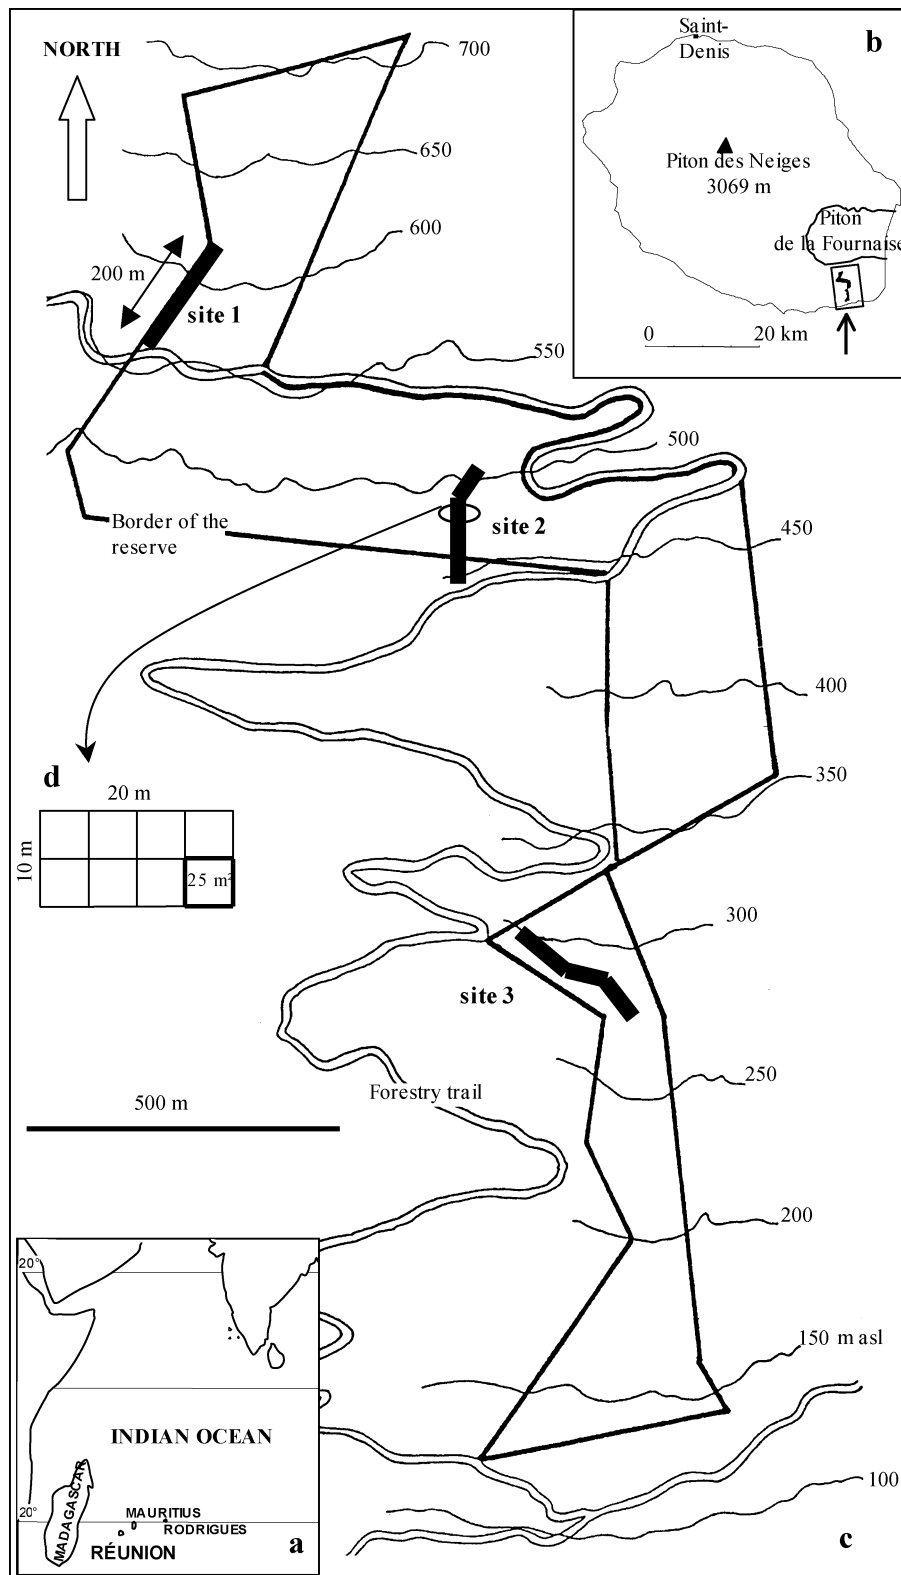 NORTH
700
650
600
200 m
site 1
550
500
site 2
450
Border of the
reserve
400
350
d
20 m
10 m
25 m²
300
site 3
250
Forestry trail
500 m
200
150 m asl
100
c
Saint-
Denis
b
Piton des Neiges
3069 m
Piton
de la Fournaise
0
20 km
20°
INDIAN OCEAN
MADAGASCAR
20°
MAURITIUS
RODRIGUES
RÉUNION
a